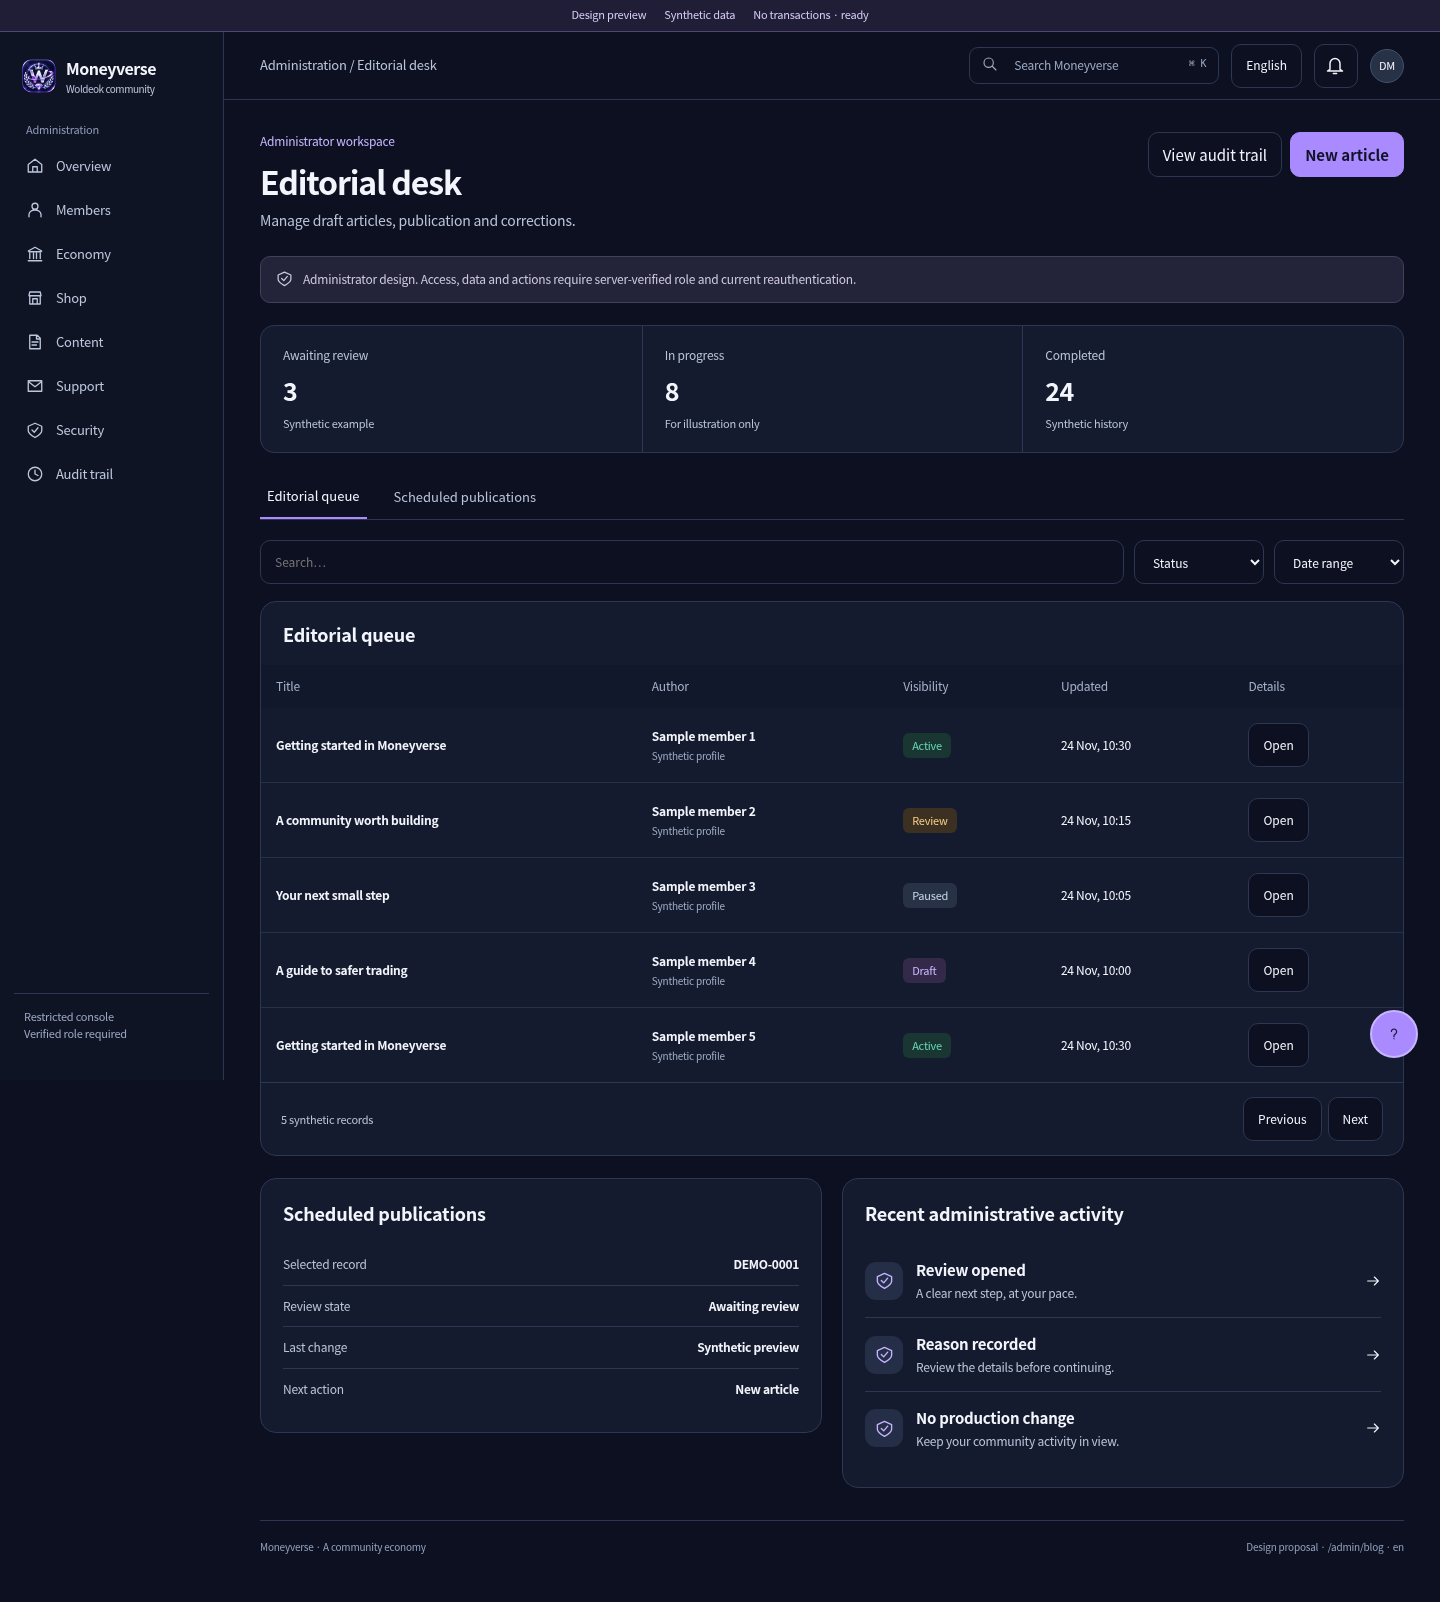 Design preview Synthetic data No transactions · ready
Moneyverse
Woldeok community
Administration
Overview
Members
Economy
Shop
Content
Support
Security
Audit trail
Restricted console
Verified role required
Administration / Editorial desk
Search Moneyverse ⌘ K
English
DM
Administrator workspace
Editorial desk
Manage draft articles, publication and corrections.
View audit trail
New article
Administrator design. Access, data and actions require server-verified role and current reauthentication.
Awaiting review
3
Synthetic example
In progress
8
For illustration only
Completed
24
Synthetic history
Editorial queue Scheduled publications
Search…
Status
Date range
Editorial queue
Title Author Visibility Updated Details
Getting started in Moneyverse
Sample member 1
Synthetic profile
Active
24 Nov, 10:30
Open
A community worth building
Sample member 2
Synthetic profile
Review
24 Nov, 10:15
Open
Your next small step
Sample member 3
Synthetic profile
Paused
24 Nov, 10:05
Open
A guide to safer trading
Sample member 4
Synthetic profile
Draft
24 Nov, 10:00
Open
Getting started in Moneyverse
Sample member 5
Synthetic profile
Active
24 Nov, 10:30
Open
?
5 synthetic records
Previous
Next
Scheduled publications
Selected record DEMO-0001
Review state Awaiting review
Last change Synthetic preview
Next action New article
Recent administrative activity
Review opened
A clear next step, at your pace.
Reason recorded
Review the details before continuing.
No production change
Keep your community activity in view.
Moneyverse · A community economy
Design proposal · /admin/blog · en